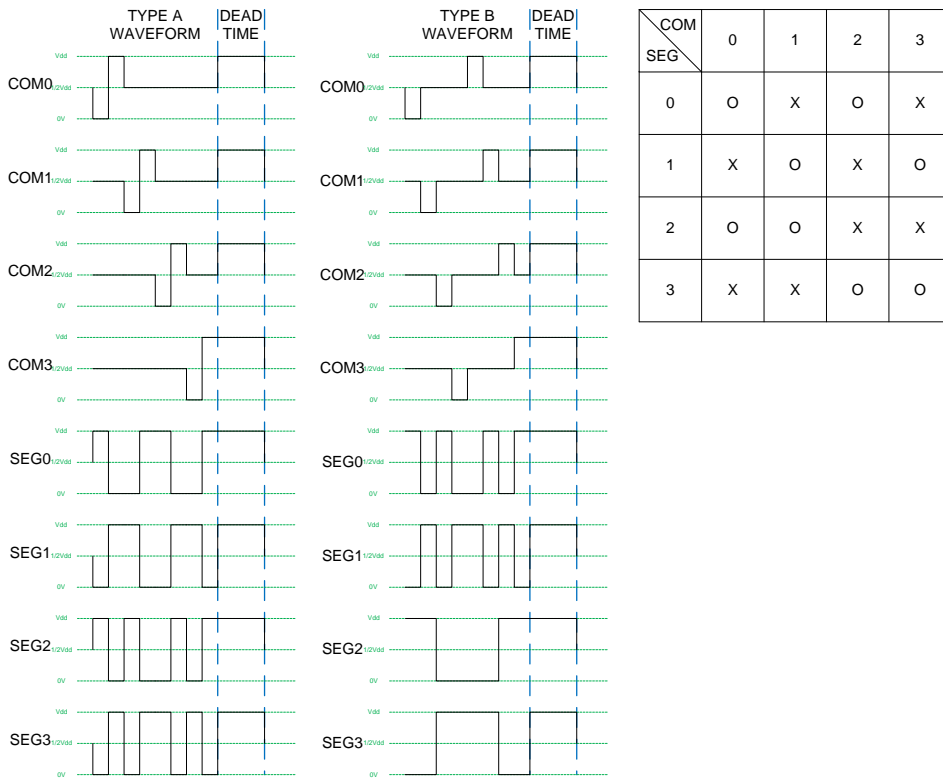 TYPE A
WAVEFORM
DEAD
TIME
Vdd
COM0
1/2Vdd
0V
Vdd
COM1
1/2Vdd
0V
Vdd
COM2
1/2Vdd
0V
Vdd
COM3
1/2Vdd
0V
Vdd
SEG0
1/2Vdd
0V
Vdd
SEG1
1/2Vdd
0V
Vdd
SEG2
1/2Vdd
0V
Vdd
SEG3
1/2Vdd
0V
TYPE B
WAVEFORM
DEAD
TIME
Vdd
COM0
1/2Vdd
0V
Vdd
COM1
1/2Vdd
0V
Vdd
COM2
1/2Vdd
0V
Vdd
COM3
1/2Vdd
0V
Vdd
SEG0
1/2Vdd
0V
Vdd
SEG1
1/2Vdd
0V
Vdd
SEG2
1/2Vdd
0V
Vdd
SEG3
1/2Vdd
0V
COM
SEG
0 1 2 3
0 O X O X
1 X O X O
2 O O X X
3 X X O O